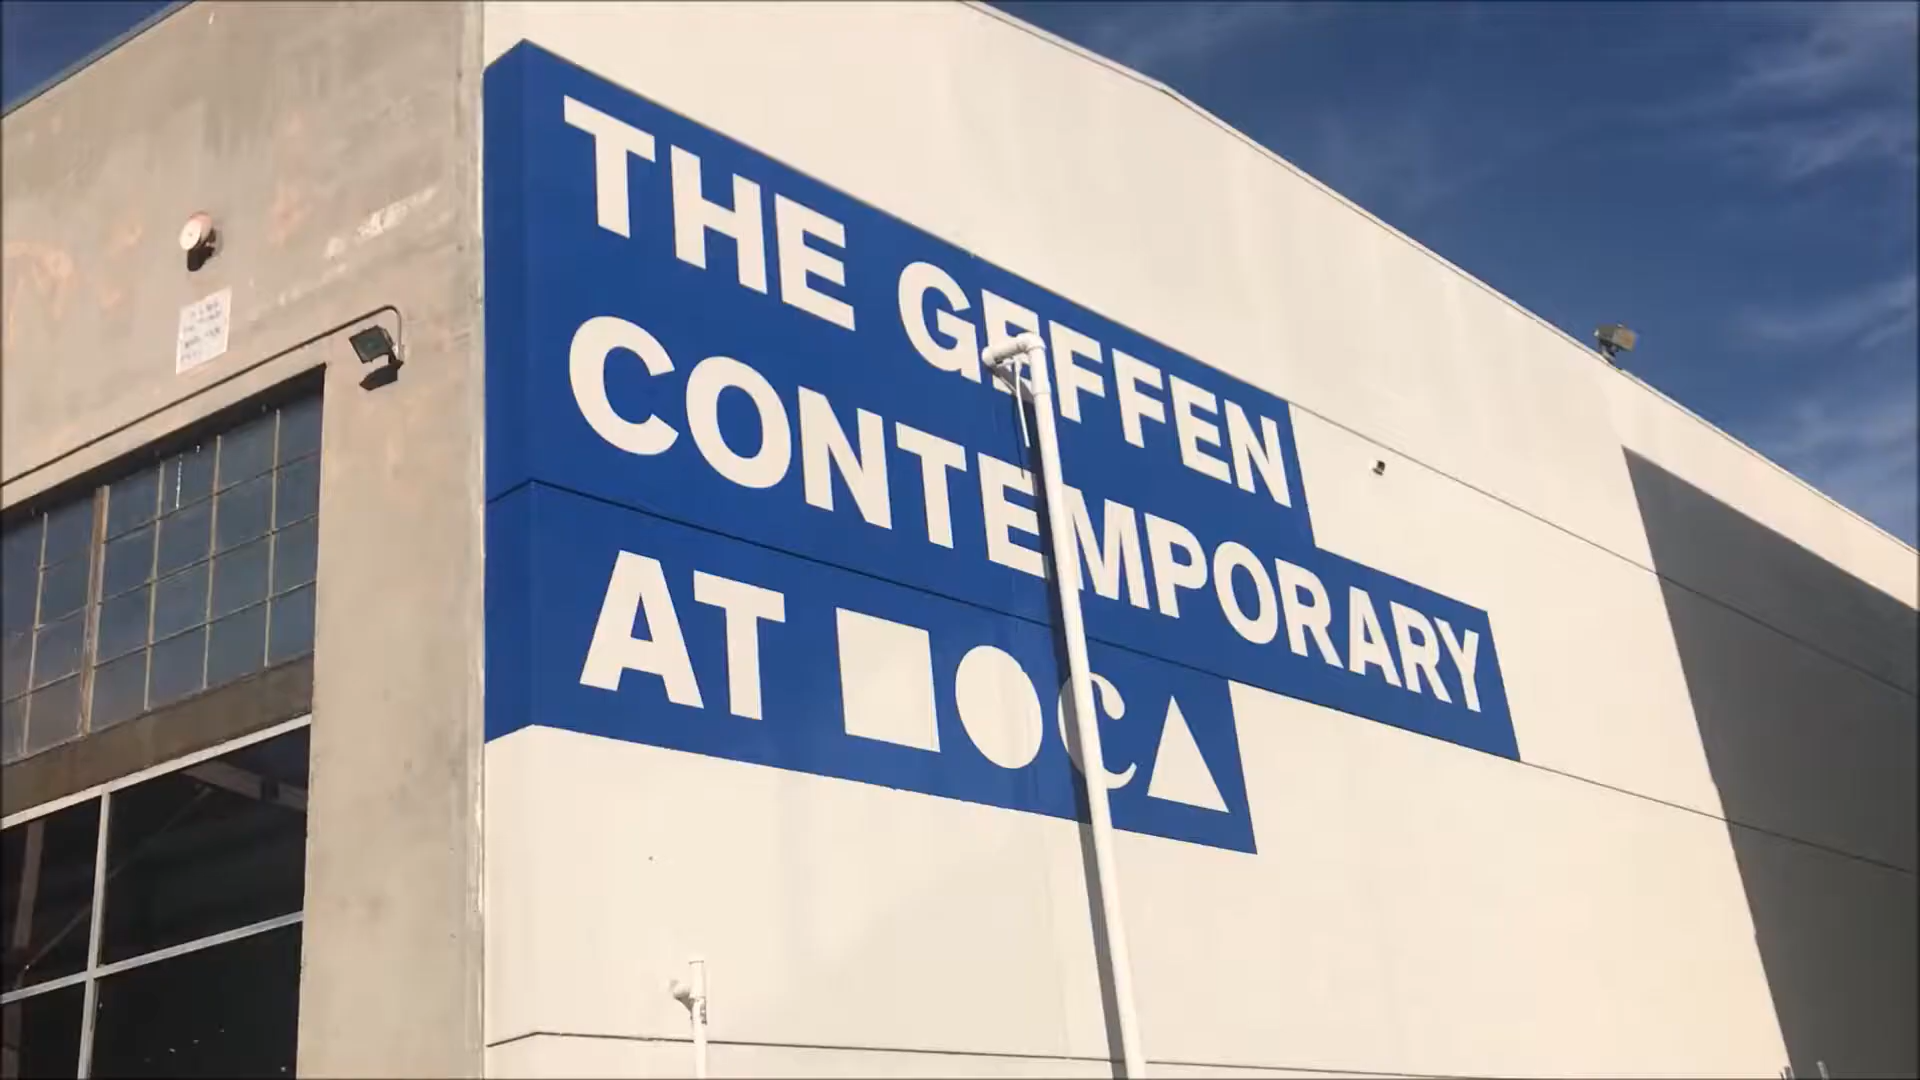 THE GEFFEN
CONTEMPORARY
AT ■●C▲